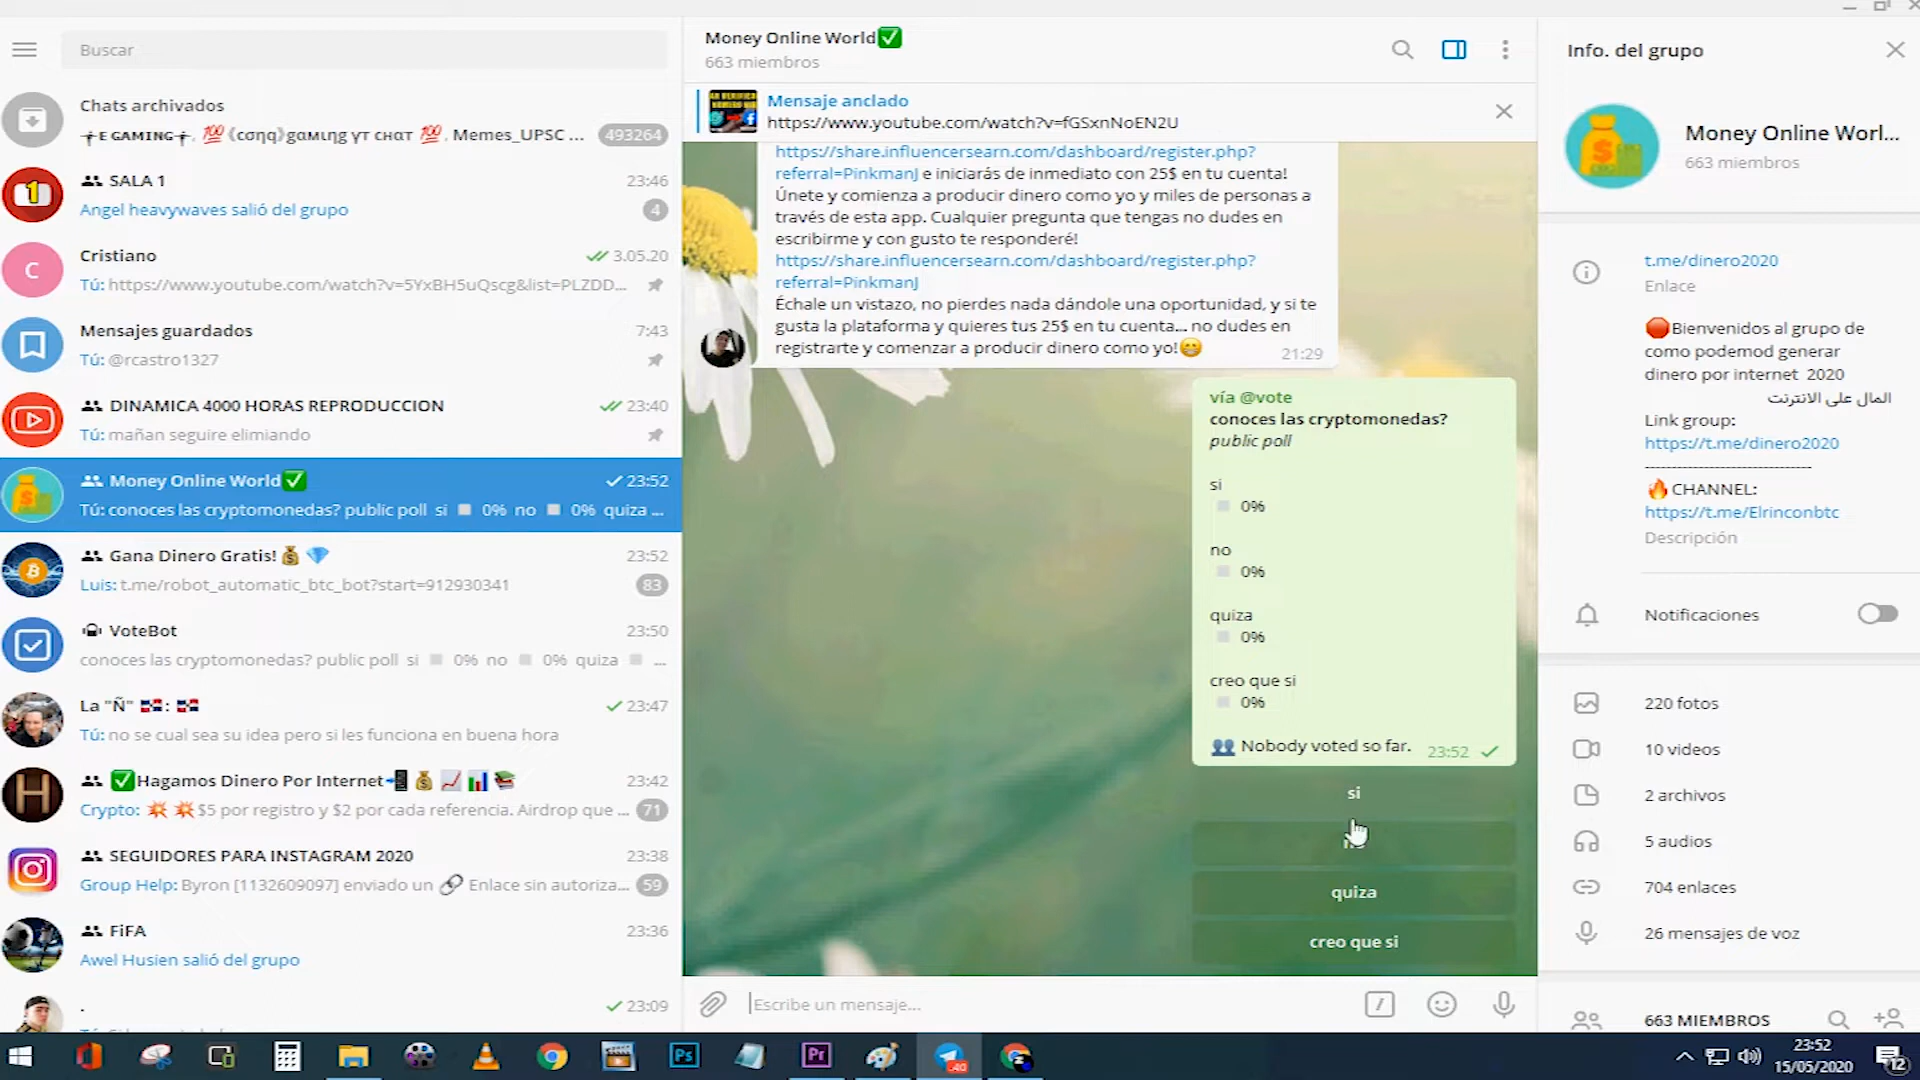 Buscar
Chats archivados
╼E GAMING╾, 💯《cσηq》gαмιηg ʏт cнαт 💯, Memes_UPSC ... 493264
SALA 1 23:46
Angel heavywaves salió del grupo 4
C
Cristiano 3.05.20
Tú: https://www.youtube.com/watch?v=5YxBH5uQscg&list=PLZDD...
Mensajes guardados 7:43
Tú: @rcastro1327
DINAMICA 4000 HORAS REPRODUCCION 23:40
Tú: mañan seguire elimiando
Money Online World✅ 23:52
Tú: conoces las cryptomonedas? public poll si ◽ 0% no ◽ 0% quiza ...
Gana Dinero Gratis!💰 💎 23:52
Luis: t.me/robot_automatic_btc_bot?start=912930341 83
VoteBot 23:50
conoces las cryptomonedas? public poll si ◽ 0% no ◽ 0% quiza ◽ ...
La "Ñ" 🇩🇴: 🇩🇴 23:47
Tú: no se cual sea su idea pero si les funciona en buena hora
H
✅Hagamos Dinero Por Internet📲💰📈📊📚 23:42
Crypto: 💥💥$5 por registro y $2 por cada referencia. Airdrop que ... 71
SEGUIDORES PARA INSTAGRAM 2020 23:38
Group Help: Byron [1132609097] enviado un 🔗 Enlace sin autoriza... 59
FiFA 23:36
Awel Husien salió del grupo
. 23:09
Money Online World✅
663 miembros
Mensaje anclado
https://www.youtube.com/watch?v=fGSxnNoEN2U
https://share.influencersearn.com/dashboard/register.php?
referral=PinkmanJ e iniciarás de inmediato con 25$ en tu cuenta!
Únete y comienza a producir dinero como yo y miles de personas a
través de esta app. Cualquier pregunta que tengas no dudes en
escribirme y con gusto te responderé!
https://share.influencersearn.com/dashboard/register.php?
referral=PinkmanJ
Échale un vistazo, no pierdes nada dándole una oportunidad, y si te
gusta la plataforma y quieres tus 25$ en tu cuenta... no dudes en
registrarte y comenzar a producir dinero como yo!😁 21:29
vía @vote
conoces las cryptomonedas?
public poll
si
◽ 0%
no
◽ 0%
quiza
◽ 0%
creo que si
◽ 0%
👥 Nobody voted so far. 23:52
si
quiza
creo que si
Escribe un mensaje...
Info. del grupo
Money Online Worl...
663 miembros
t.me/dinero2020
Enlace
🛑Bienvenidos al grupo de
como podemod generar
dinero por internet 2020
المال على الانترنت
Link group:
https://t.me/dinero2020
------------------------------
🔥CHANNEL:
https://t.me/Elrinconbtc
Descripción
Notificaciones
220 fotos
10 videos
2 archivos
5 audios
704 enlaces
26 mensajes de voz
663 MIEMBROS
Ps
Pr
23:52
15/05/2020
12